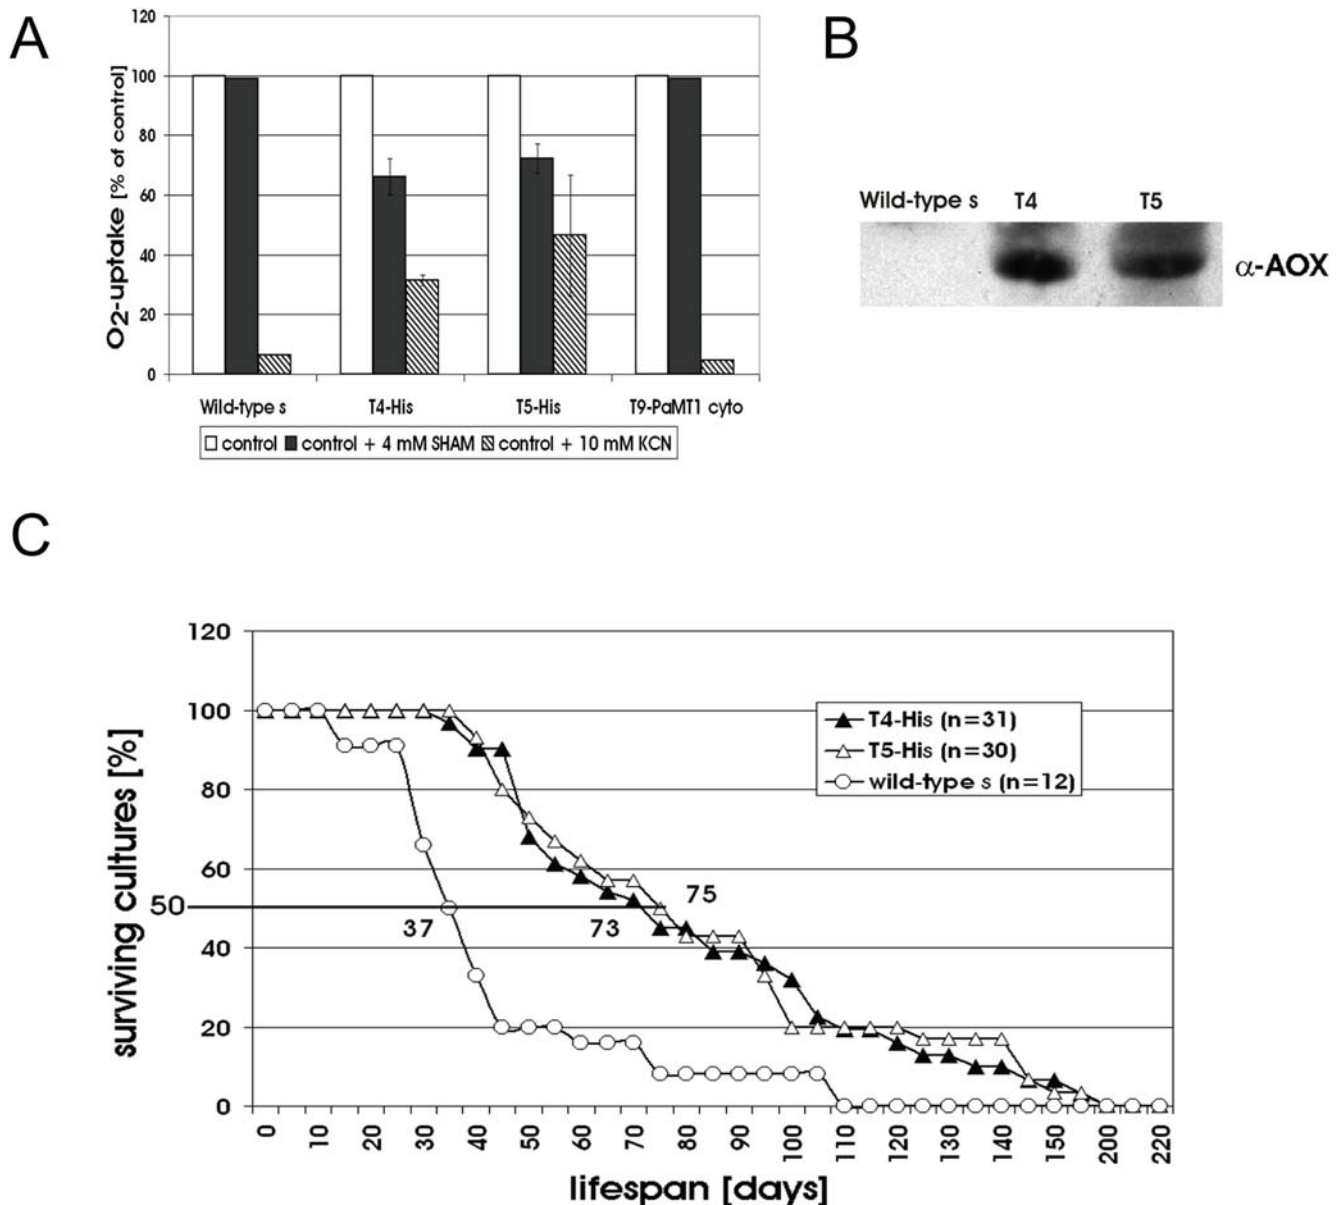 A
120
100
80
60
40
20
0
O2-uptake [% of control]
Wild-type s T4-His T5-His T9-PaMT1 cyto
control control + 4 mM SHAM control + 10 mM KCN
B
Wild-type s T4 T5
α-AOX
C
120
100
80
60
50
40
20
0
surviving cultures [%]
T4-His (n=31)
T5-His (n=30)
wild-type s (n=12)
37 73 75
0 10 20 30 40 50 60 70 80 90 100 110 120 130 140 150 200 220
lifespan [days]